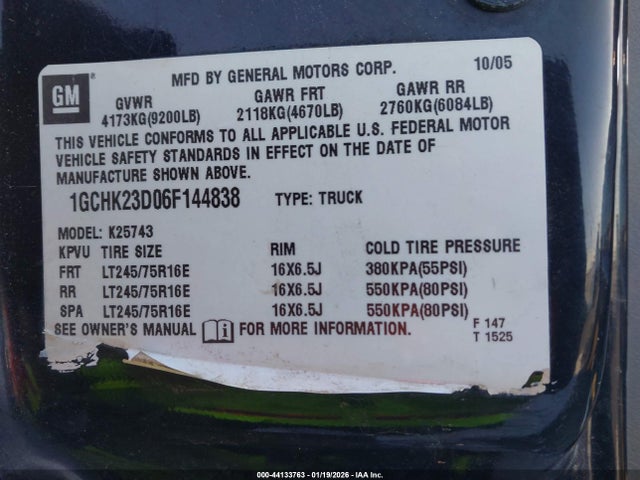 GM
MFD BY GENERAL MOTORS CORP. 10/05
GVWR GAWR FRT GAWR RR
4173KG(9200LB) 2118KG(4670LB) 2760KG(6084LB)
THIS VEHICLE CONFORMS TO ALL APPLICABLE U.S. FEDERAL MOTOR
VEHICLE SAFETY STANDARDS IN EFFECT ON THE DATE OF
MANUFACTURE SHOWN ABOVE.
1GCHK23D06F144838 TYPE: TRUCK
MODEL: K25743
KPVU TIRE SIZE RIM COLD TIRE PRESSURE
FRT LT245/75R16E 16X6.5J 380KPA(55PSI)
RR LT245/75R16E 16X6.5J 550KPA(80PSI)
SPA LT245/75R16E 16X6.5J 550KPA(80PSI)
SEE OWNER'S MANUAL FOR MORE INFORMATION.
F 147
T 1525
000-44133763 - 01/19/2026 - IAA Inc.